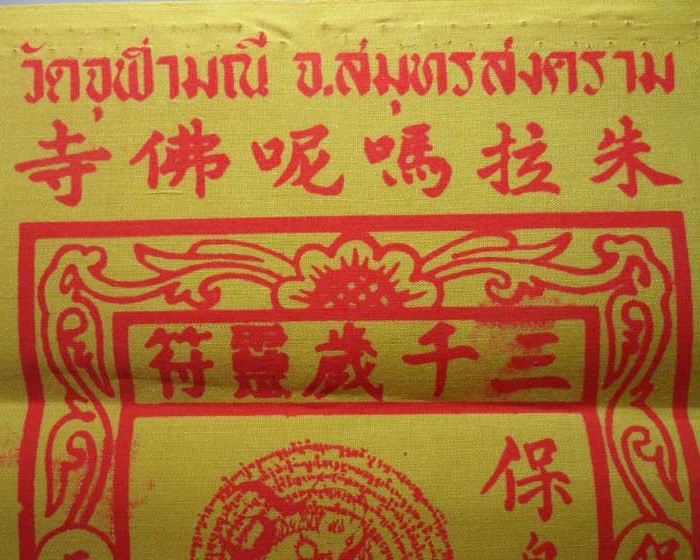 วัดจุฬามณี จ.สมุทรสงคราม
朱拉嗎呢佛寺
三千歲靈符
保